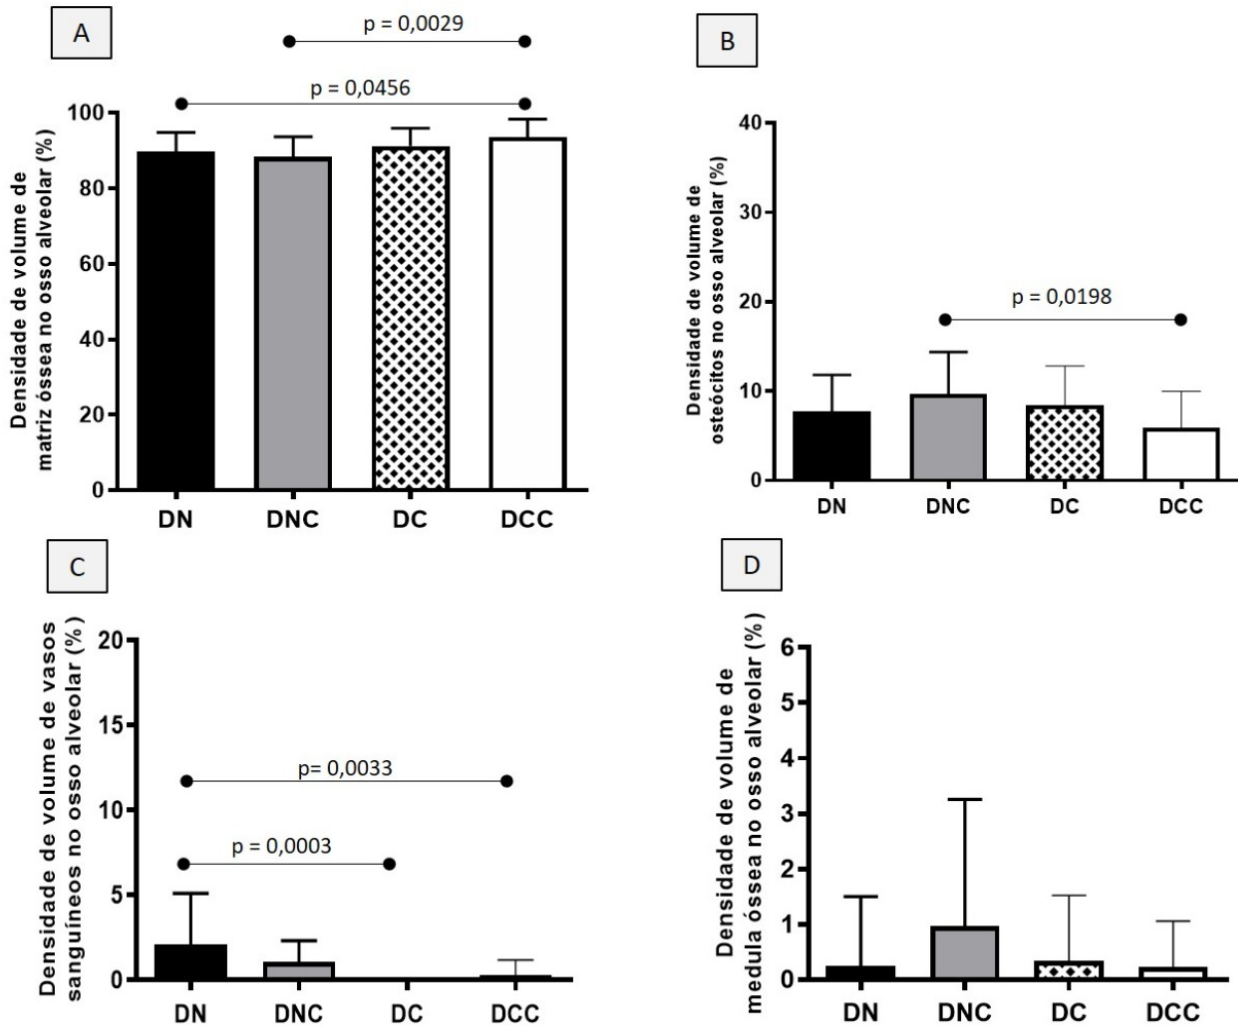 A
p = 0,0029
p = 0,0456
Densidade de volume de
matriz óssea no osso alveolar (%)
100
80
60
40
20
0
DN DNC DC DCC
B
Densidade de volume de
osteócitos no osso alveolar (%)
40
30
20
10
0
p = 0,0198
DN DNC DC DCC
C
Densidade de volume de vasos
sanguíneos no osso alveolar (%)
20
15
10
5
0
p= 0,0033
p = 0,0003
DN DNC DC DCC
D
Densidade de volume de
medula óssea no osso alveolar (%)
6
5
4
3
2
1
0
DN DNC DC DCC